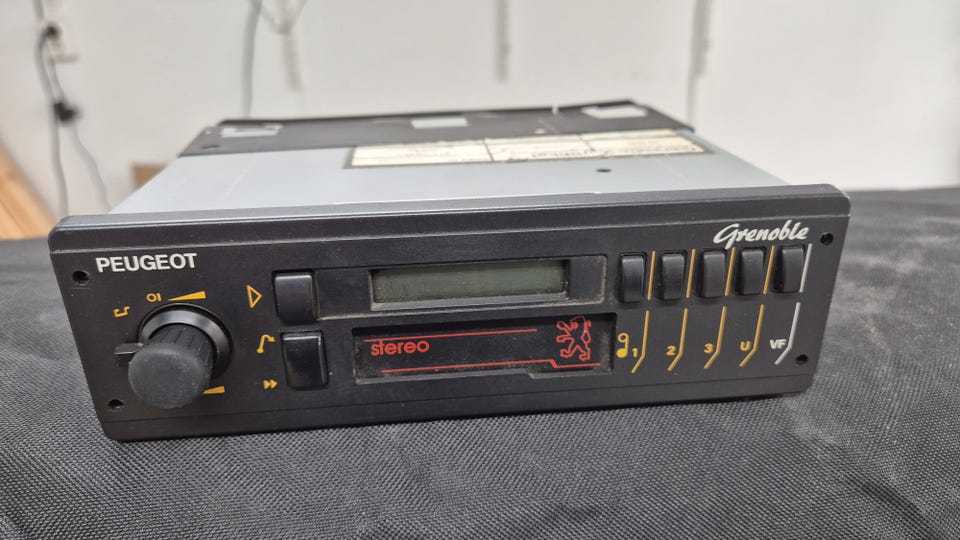 PEUGEOT
Grenoble
stereo
1 2 3 U VF